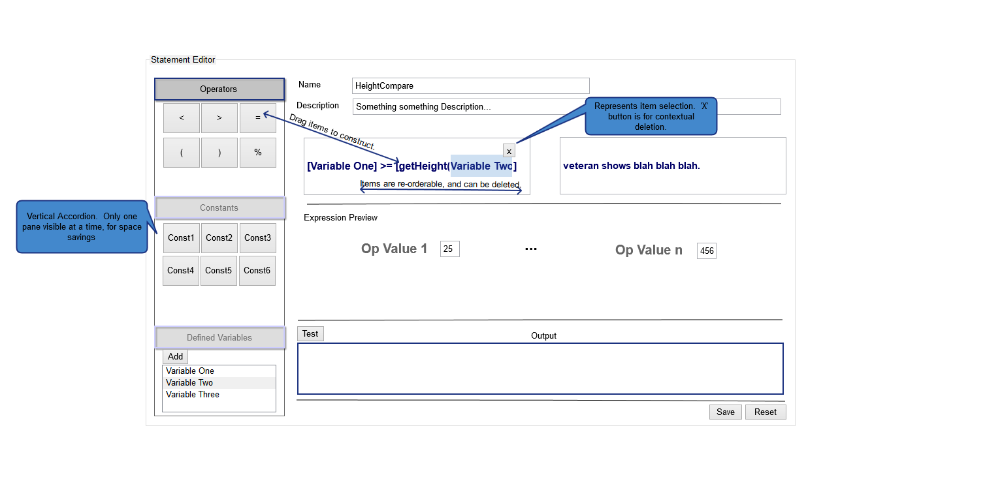 Statement Editor
Operators
< > =
( ) %
Constants
Const1 Const2 Const3
Const4 Const5 Const6
Defined Variables
Add
Variable One
Variable Two
Variable Three
Vertical Accordion. Only one
pane visible at a time, for space
savings
Name HeightCompare
Description Something something Description...
Represents item selection. 'X'
button is for contextual
deletion.
Drag items to construct.
x
[Variable One] >= [getHeight(Variable Two]
Items are re-orderable, and can be deleted.
veteran shows blah blah blah.
Expression Preview
Op Value 1 25 ... Op Value n 456
Test Output
Save Reset